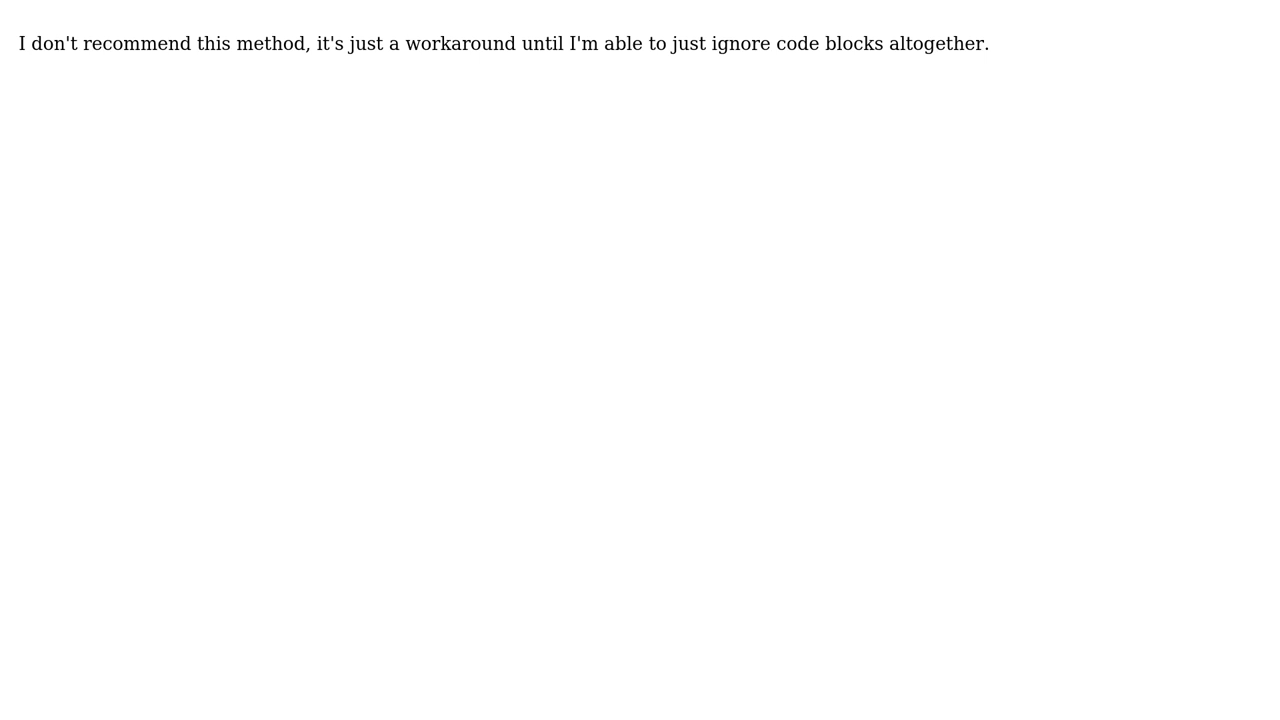 I don't recommend this method, it's just a workaround until I'm able to just ignore code blocks altogether.